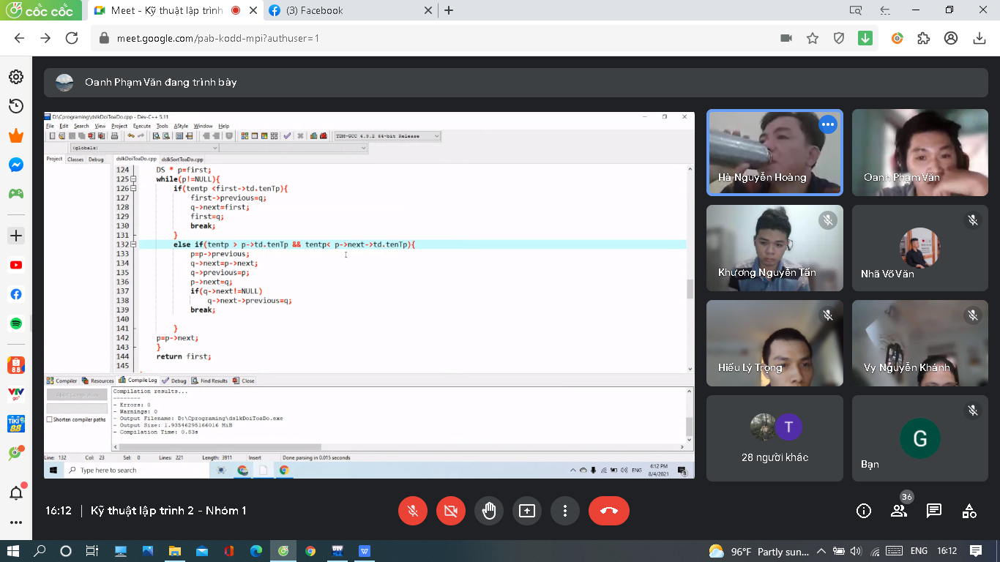 cốc cốc
Meet - Kỹ thuật lập trình
(3) Facebook
meet.google.com/pab-kodd-mpi?authuser=1
Oanh Phạm Văn đang trình bày
D:\Cprograming\dslkDoiToaDo.cpp - Dev-C++ 5.11
File Edit Search View Project Execute Tools AStyle Window Help
TDM-GCC 4.9.2 64-bit Release
(globals)
Project Classes Debug
dslkDoiToaDo.cpp dslkSortToaDo.cpp
124 DS * p=first;
125 while(p!=NULL){
126 if(tentp <first->td.tenTp){
127 first->previous=q;
128 q->next=first;
129 first=q;
130 break;
131 }
132 else if(tentp > p->td.tenTp && tentp< p->next->td.tenTp){
133 p=p->previous;
134 q->next=p->next;
135 q->previous=p;
136 p->next=q;
137 if(q->next!=NULL)
138 q->next->previous=q;
139 break;
140
141 }
142 p=p->next;
143 }
144 return first;
145
Compiler Resources Compile Log Debug Find Results Close
Abort Compilation
Shorten compiler paths
Compilation results...
--------
- Errors: 0
- Warnings: 0
- Output Filename: D:\Cprograming\dslkDoiToaDo.exe
- Output Size: 1.93546295166016 MiB
- Compilation Time: 0.83s
Line: 132 Col: 23 Sel: 0 Lines: 221 Length: 3911 Insert Done parsing in 0.015 seconds
Type here to search
ENG
4:12 PM
8/4/2021
8
Hà Nguyễn Hoàng
Oanh Phạm Văn
Khương Nguyễn Tấn
Nhã Võ Văn
Hiếu Lý Trọng
Vy Nguyễn Khánh
T
28 người khác
G
Bạn
8.8
VTV
go
TIKI
88
16:12 | Kỹ thuật lập trình 2 - Nhóm 1
36
DEV
96°F Partly sun...
ENG
16:12